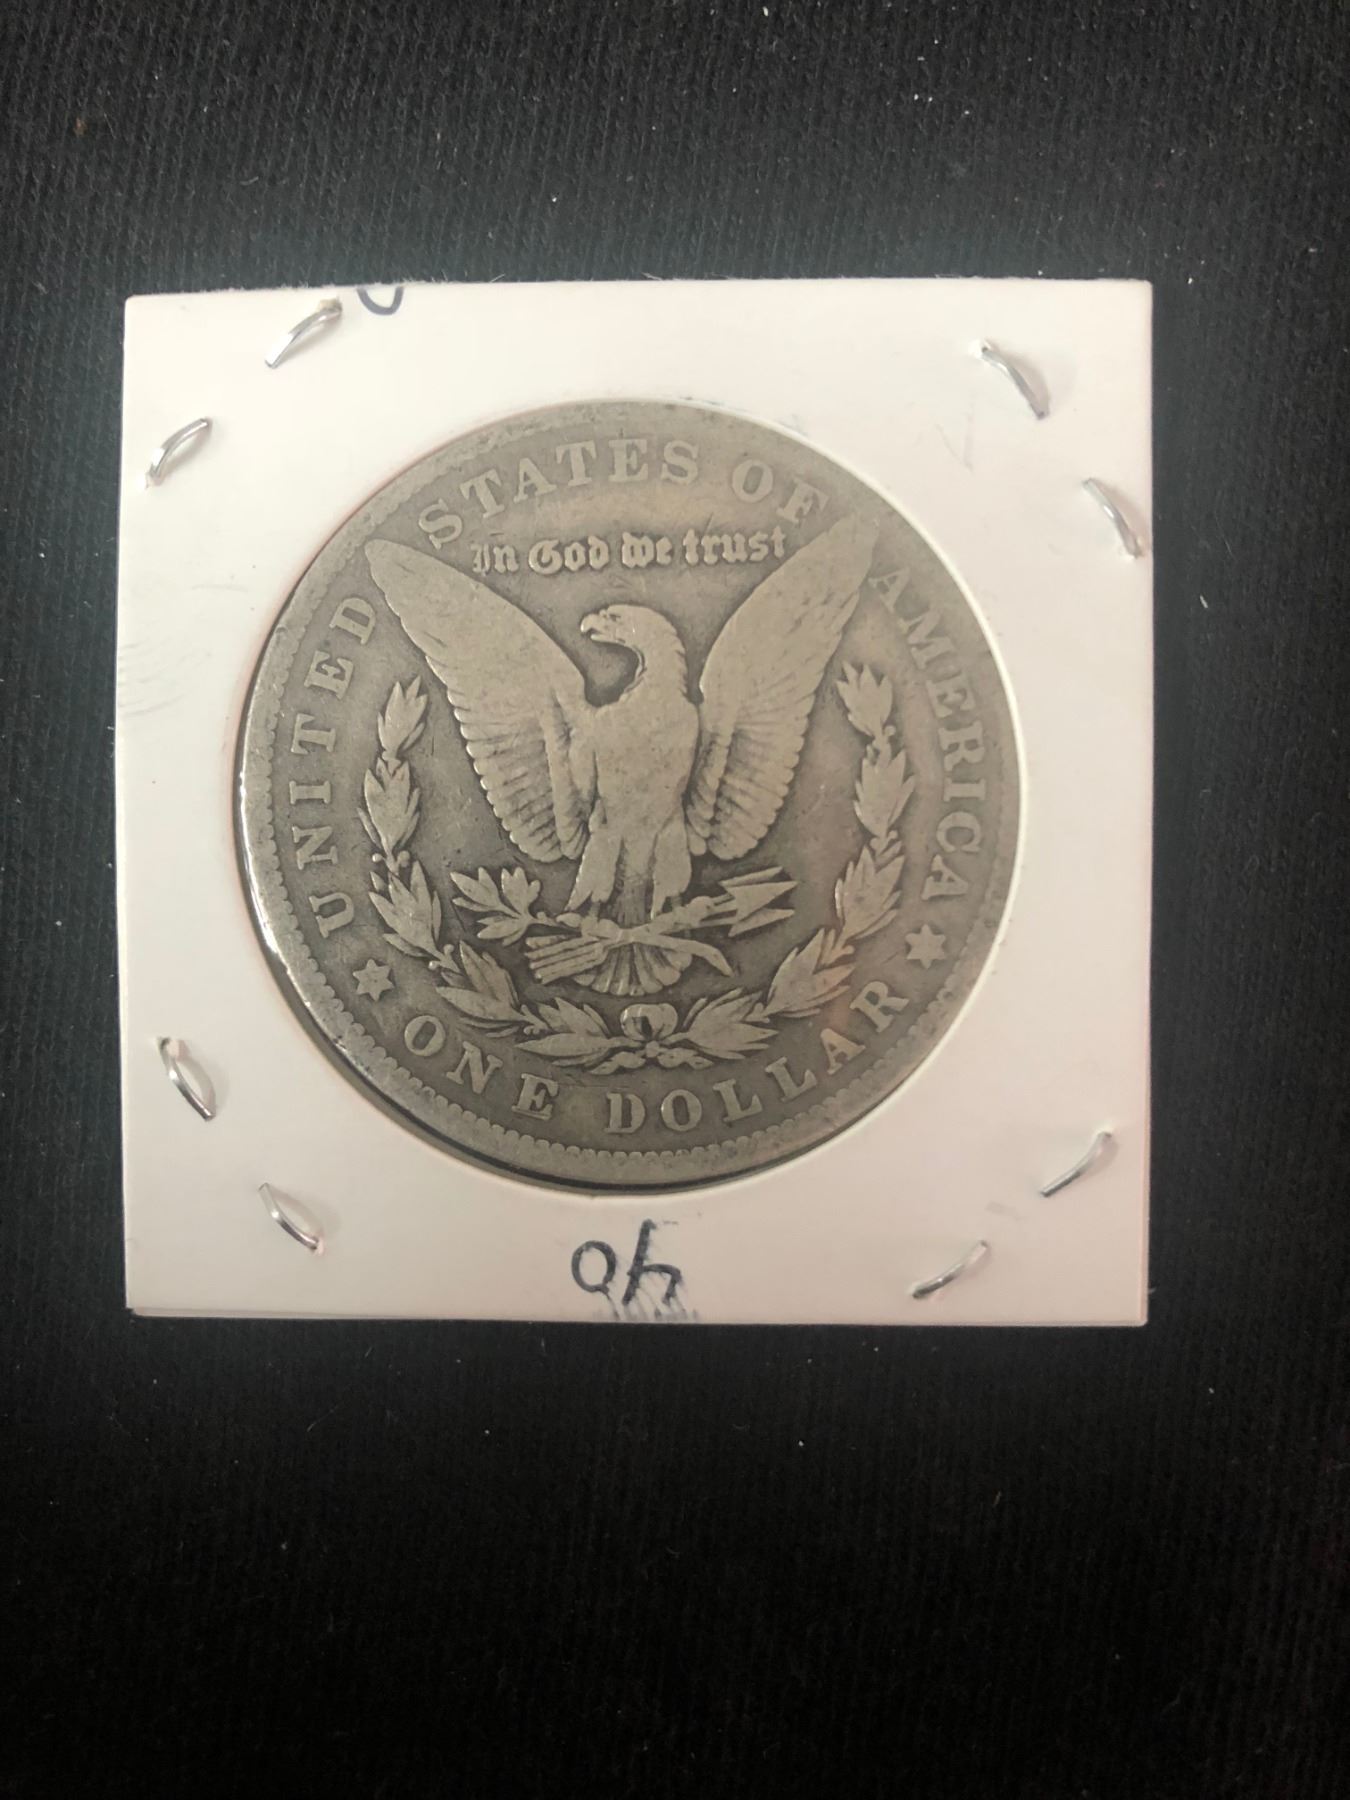 UNITED STATES OF AMERICA
In God we trust
ONE DOLLAR
40